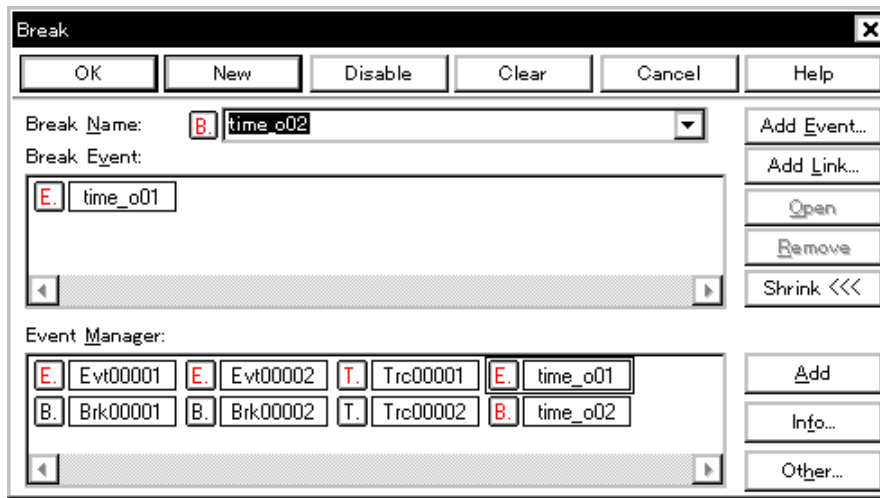 Break
OK New Disable Clear Cancel Help
Break Name: B. time_o02
Add Event...
Break Event:
Add Link...
E. time_o01
Open
Remove
Shrink <<<
Event Manager:
E. Evt00001 E. Evt00002 T. Trc00001 E. time_o01
Add
B. Brk00001 B. Brk00002 T. Trc00002 B. time_o02
Info...
Other...